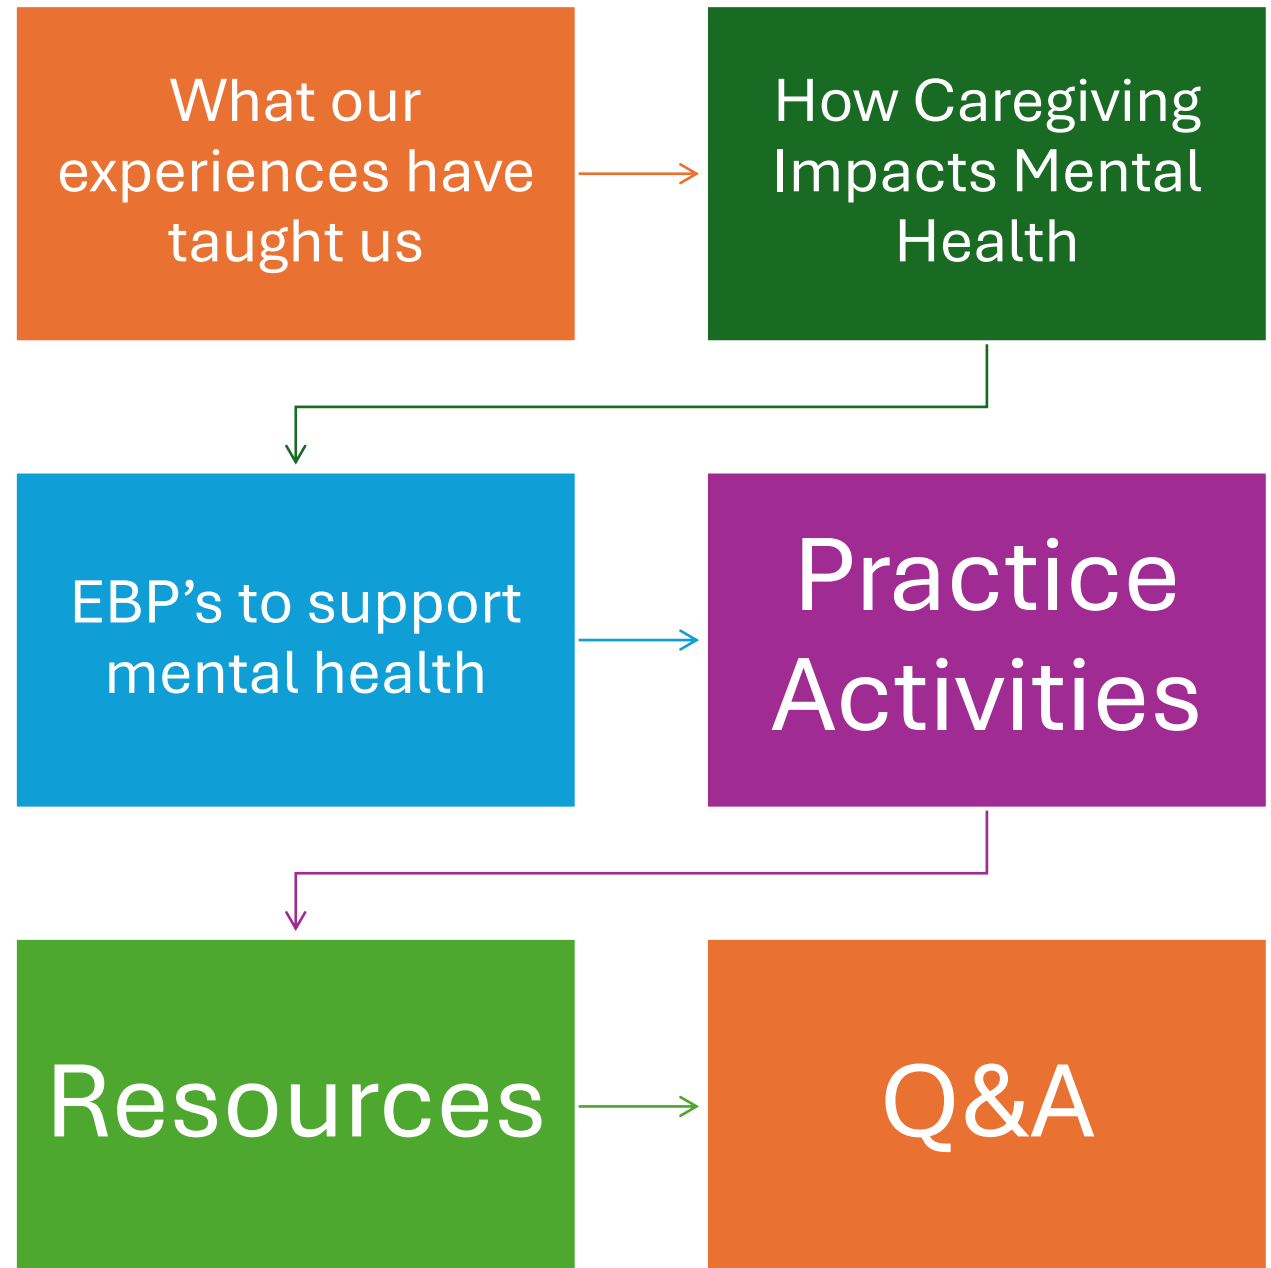 What our
experiences have
taught us
How Caregiving
Impacts Mental
Health
EBP’s to support
mental health
Practice
Activities
Resources
Q&A